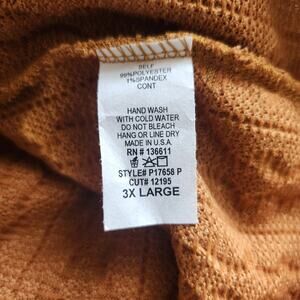 SELF
99%POLYESTER
1%SPANDEX
CONT
HAND WASH
WITH COLD WATER
DO NOT BLEACH
HANG OR LINE DRY
MADE IN U.S.A.
RN # 136611
STYLE# P17658 P
CUT# 12195
3X LARGE